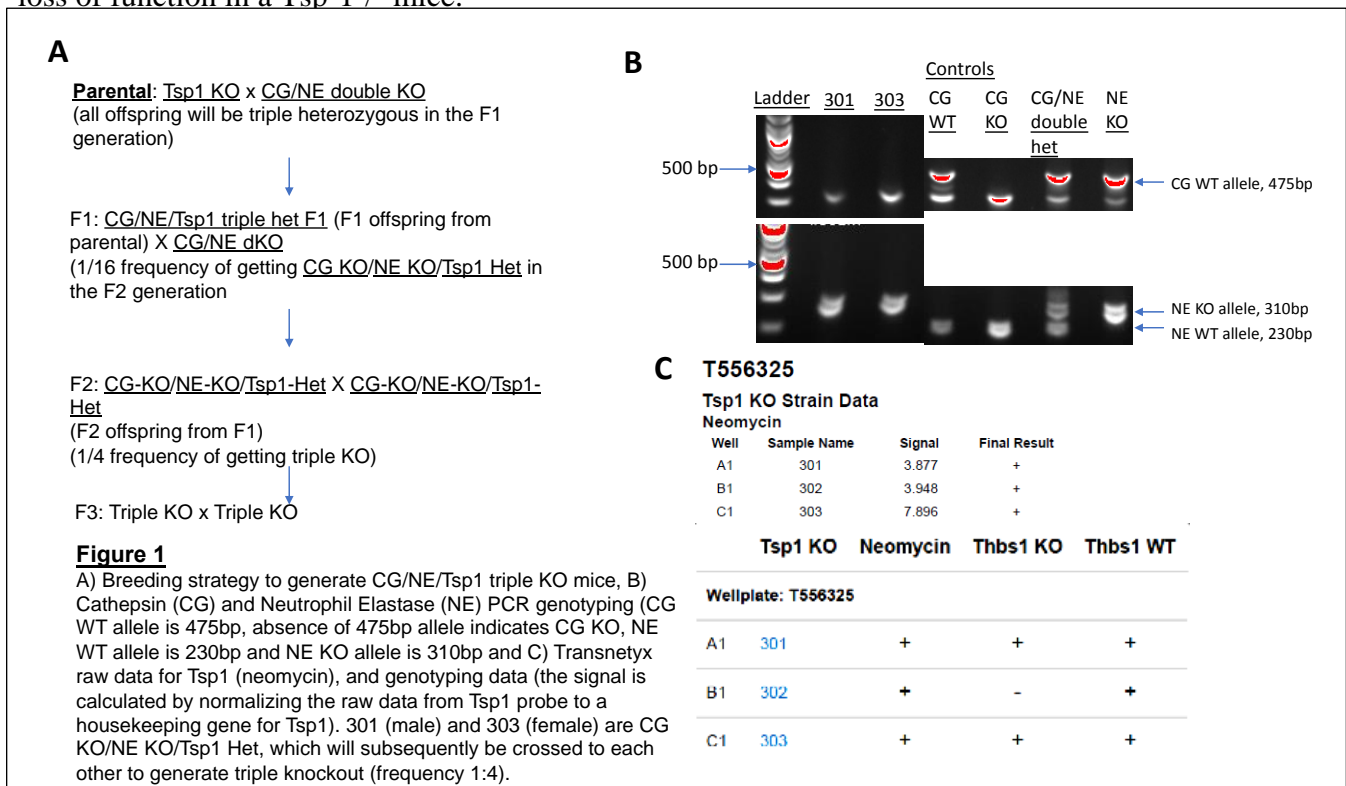 loss of function in a Tsp-1-/- mice.
A
Parental: Tsp1 KO x CG/NE double KO
(all offspring will be triple heterozygous in the F1
generation)
F1: CG/NE/Tsp1 triple het F1 (F1 offspring from
parental) X CG/NE dKO
(1/16 frequency of getting CG KO/NE KO/Tsp1 Het in
the F2 generation
F2: CG-KO/NE-KO/Tsp1-Het X CG-KO/NE-KO/Tsp1-
Het
(F2 offspring from F1)
(1/4 frequency of getting triple KO)
F3: Triple KO x Triple KO
Figure 1
A) Breeding strategy to generate CG/NE/Tsp1 triple KO mice, B)
Cathepsin (CG) and Neutrophil Elastase (NE) PCR genotyping (CG
WT allele is 475bp, absence of 475bp allele indicates CG KO, NE
WT allele is 230bp and NE KO allele is 310bp and C) Transnetyx
raw data for Tsp1 (neomycin), and genotyping data (the signal is
calculated by normalizing the raw data from Tsp1 probe to a
housekeeping gene for Tsp1). 301 (male) and 303 (female) are CG
KO/NE KO/Tsp1 Het, which will subsequently be crossed to each
other to generate triple knockout (frequency 1:4).
B
Controls
Ladder 301 303 CG WT CG KO CG/NE double het NE KO
500 bp
CG WT allele, 475bp
500 bp
NE KO allele, 310bp
NE WT allele, 230bp
C
T556325
Tsp1 KO Strain Data
Neomycin
Well Sample Name Signal Final Result
A1 301 3.877 +
B1 302 3.948 +
C1 303 7.896 +
Tsp1 KO Neomycin Thbs1 KO Thbs1 WT
Wellplate: T556325
A1 301 + + +
B1 302 + - +
C1 303 + + +